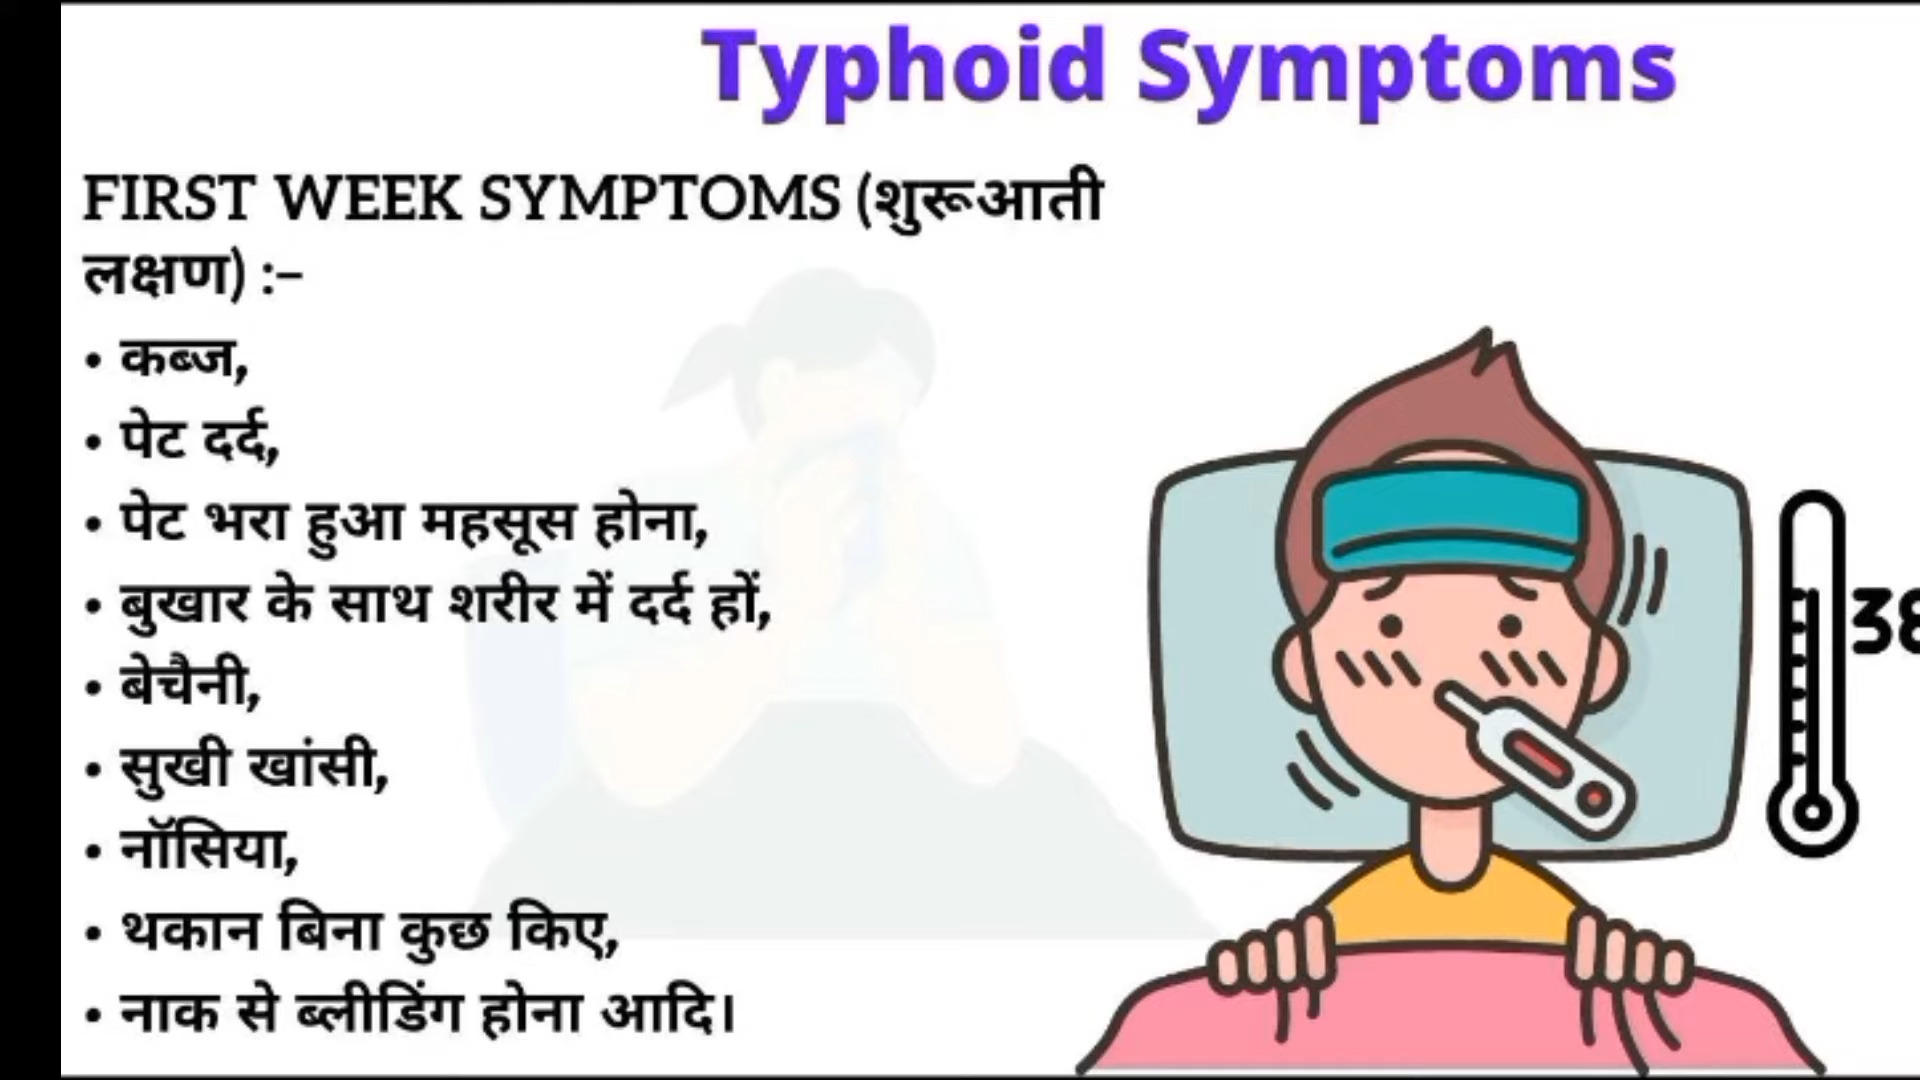 Typhoid Symptoms
FIRST WEEK SYMPTOMS (शुरूआती
लक्षण) :–
• कब्ज,
• पेट दर्द,
• पेट भरा हुआ महसूस होना,
• बुखार के साथ शरीर में दर्द हों,
• बेचैनी,
• सुखी खांसी,
• नॉसिया,
• थकान बिना कुछ किए,
• नाक से ब्लीडिंग होना आदि।